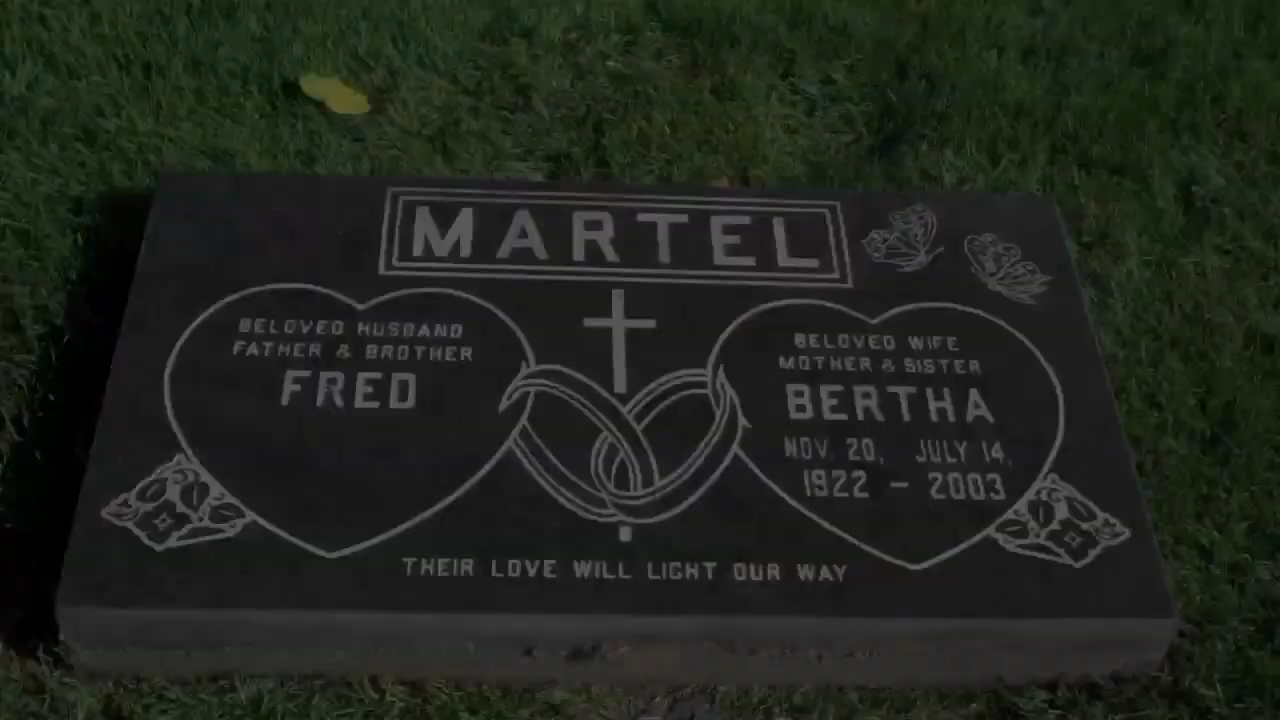 MARTEL
BELOVED HUSBAND
FATHER & BROTHER
FRED
BELOVED WIFE
MOTHER & SISTER
BERTHA
NOV. 20, JULY 14,
1922 - 2003
THEIR LOVE WILL LIGHT OUR WAY